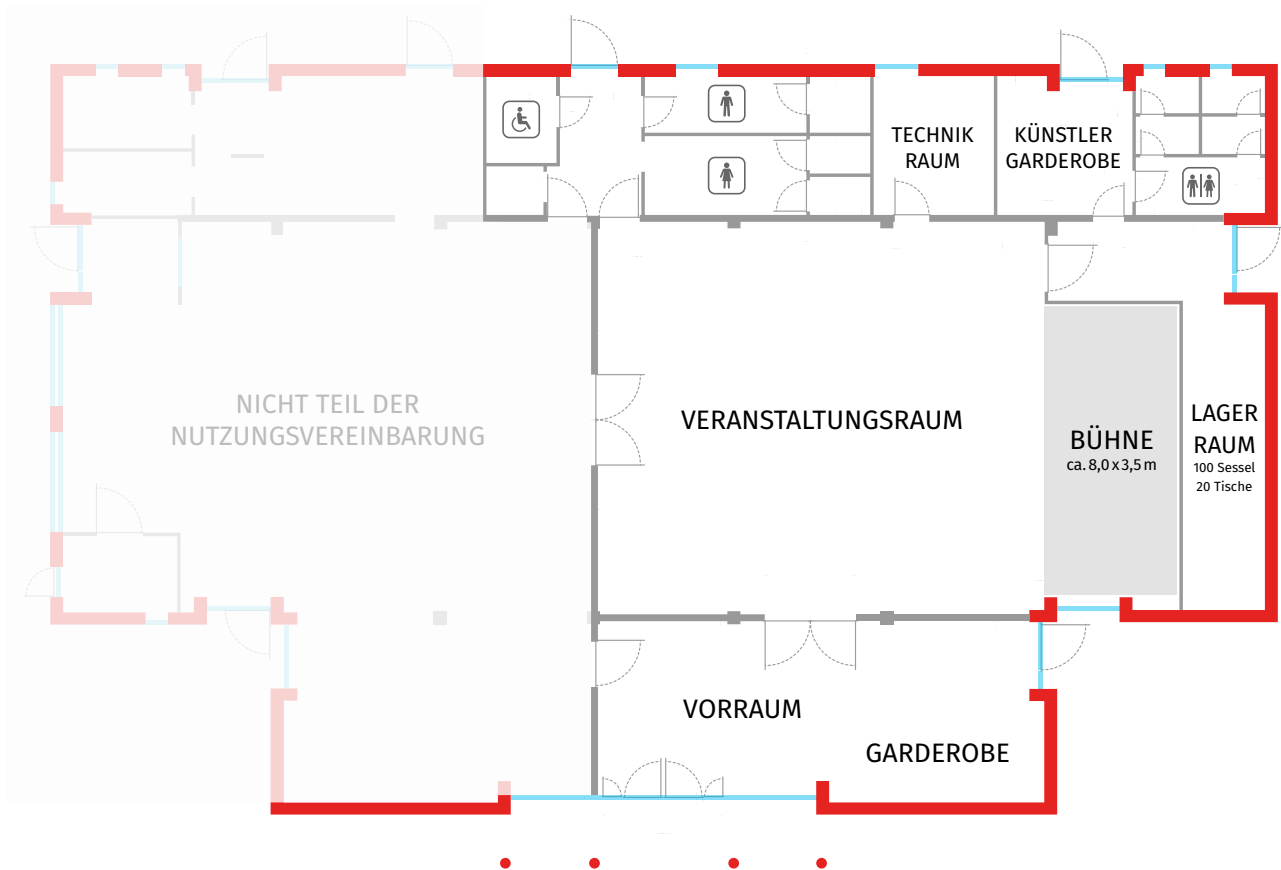 TECHNIK
RAUM
KÜNSTLER
GARDEROBE
NICHT TEIL DER
NUTZUNGSVEREINBARUNG
VERANSTALTUNGSRAUM
BÜHNE
ca. 8,0 x 3,5 m
LAGER
RAUM
100 Sessel
20 Tische
VORRAUM
GARDEROBE